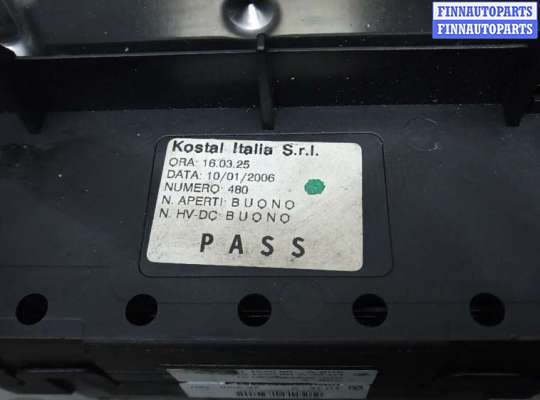 FINNAUTOPARTS
FINNAUTOPARTS
Kostal Italia S.r.l.
ORA: 16.03.25
DATA: 10/01/2006
NUMERO: 480
N. APERTI: BUONO
N. HV-DC: BUONO
PASS